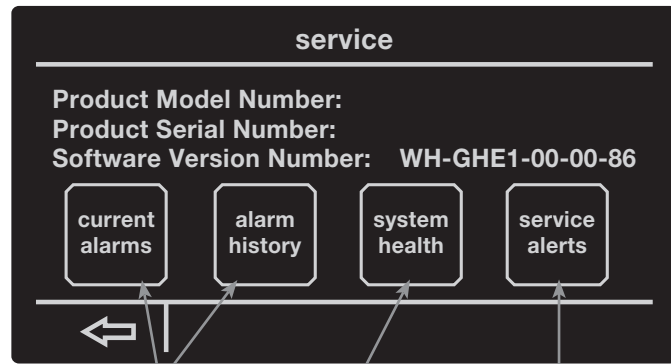 service
Product Model Number:
Product Serial Number:
Software Version Number: WH-GHE1-00-00-86
current alarms
alarm history
system health
service alerts